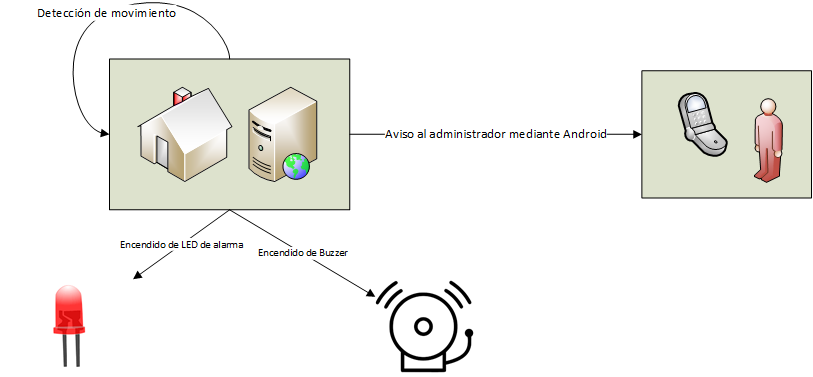 Detección de movimiento
Aviso al administrador mediante Android
Encendido de LED de alarma
Encendido de Buzzer